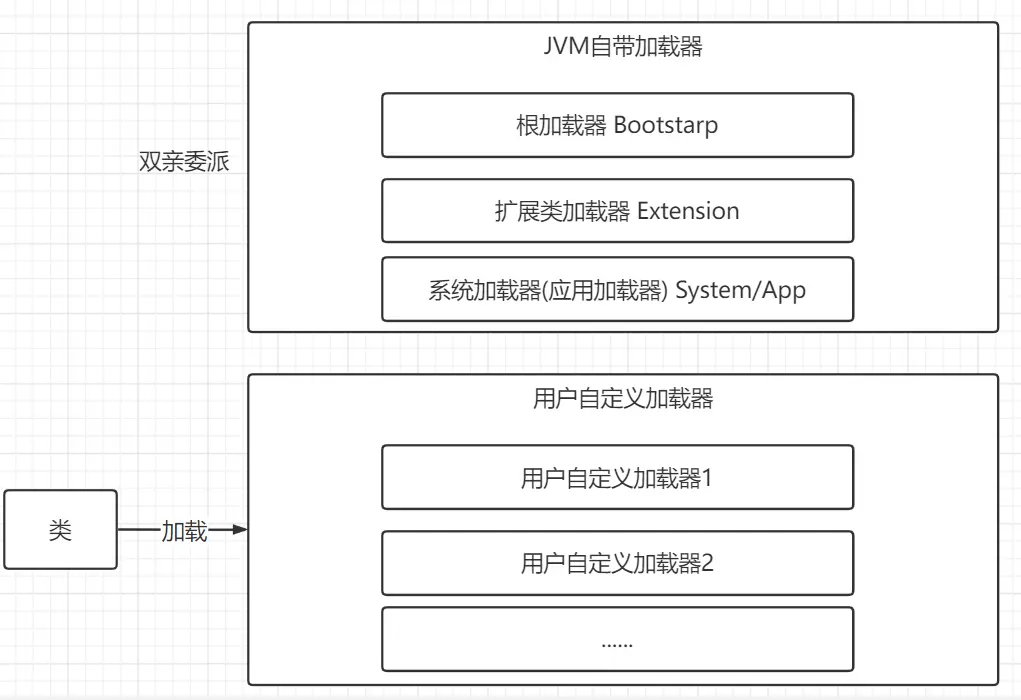 JVM自带加载器
根加载器 Bootstarp
双亲委派
扩展类加载器 Extension
系统加载器(应用加载器) System/App
用户自定义加载器
用户自定义加载器1
类
加载
用户自定义加载器2
......